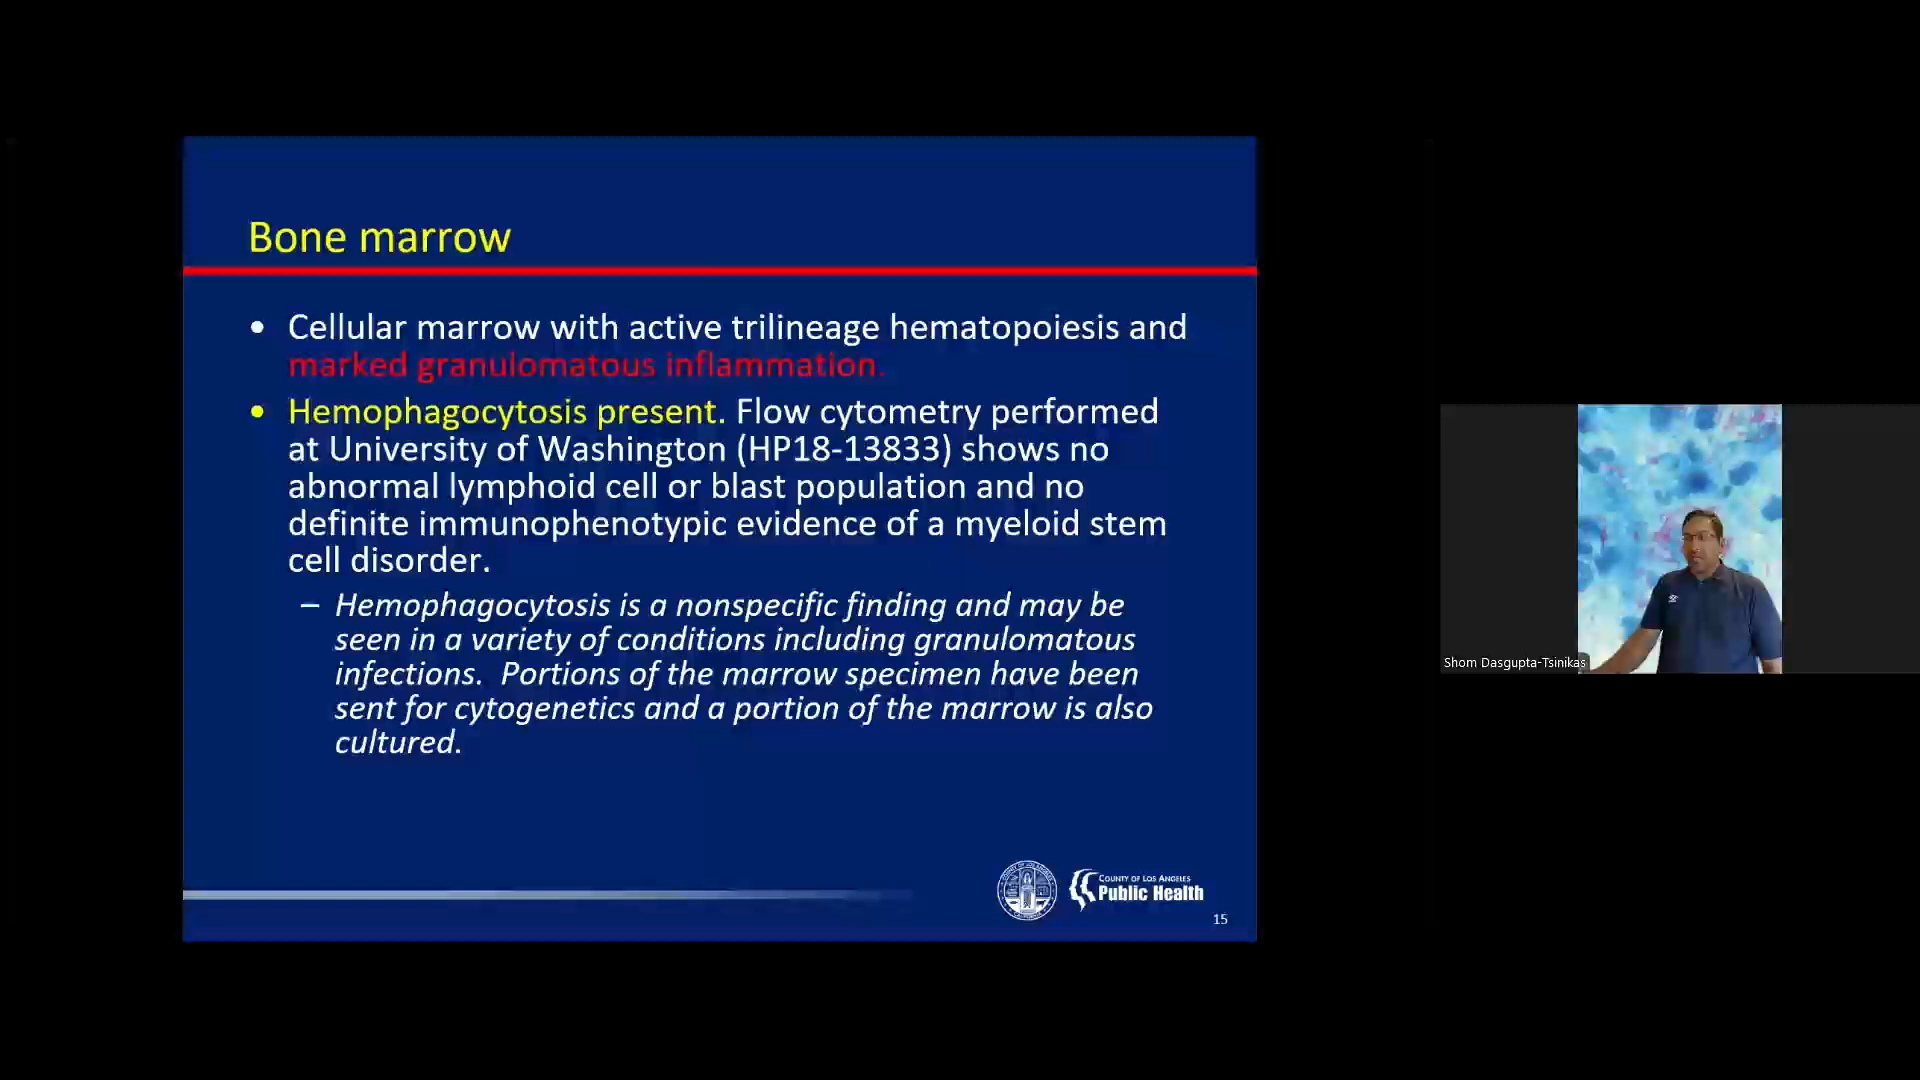 Bone marrow
• Cellular marrow with active trilineage hematopoiesis and
marked granulomatous inflammation.
• Hemophagocytosis present. Flow cytometry performed
at University of Washington (HP18-13833) shows no
abnormal lymphoid cell or blast population and no
definite immunophenotypic evidence of a myeloid stem
cell disorder.
– Hemophagocytosis is a nonspecific finding and may be
seen in a variety of conditions including granulomatous
infections. Portions of the marrow specimen have been
sent for cytogenetics and a portion of the marrow is also
cultured.
COUNTY OF LOS ANGELES
Public Health
15
Shom Dasgupta-Tsinikas